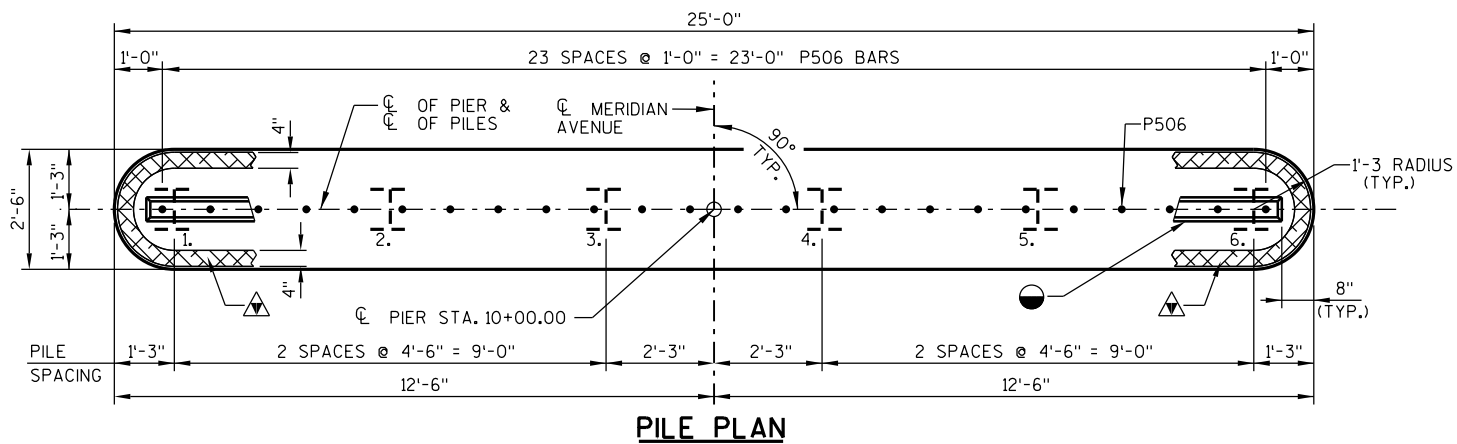 25'-0"
1'-0"
23 SPACES @ 1'-0" = 23'-0" P506 BARS
1'-0"
℄ OF PIER &
℄ OF PILES
℄ MERIDIAN
AVENUE
90°
TYP.
P506
1'-3 RADIUS
(TYP.)
4"
2'-6"
1'-3"
1'-3"
1.
2.
3.
4.
5.
6.
4"
℄ PIER STA. 10+00.00
8"
(TYP.)
PILE
SPACING
1'-3"
2 SPACES @ 4'-6" = 9'-0"
2'-3"
2'-3"
2 SPACES @ 4'-6" = 9'-0"
1'-3"
12'-6"
12'-6"
PILE PLAN